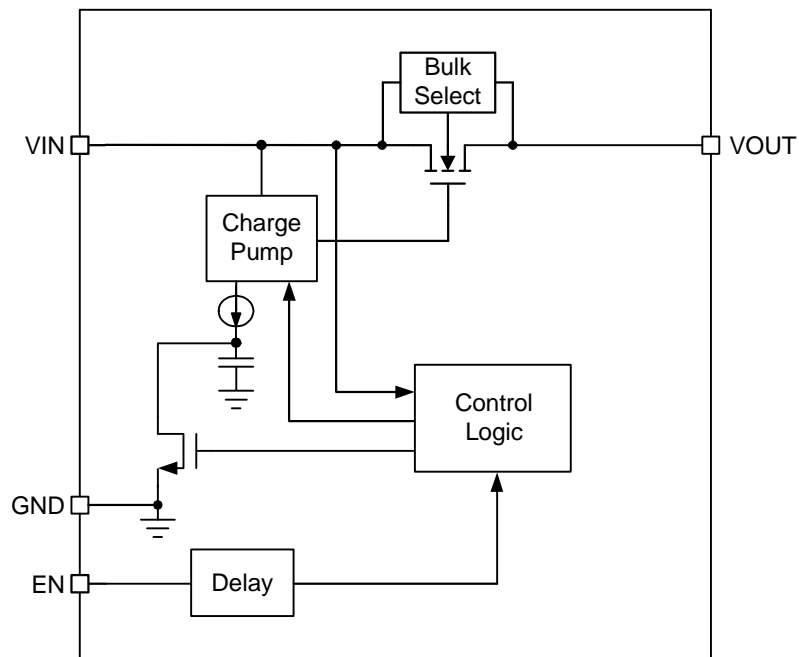 Bulk
Select
VIN
VOUT
Charge
Pump
Control
Logic
GND
EN
Delay